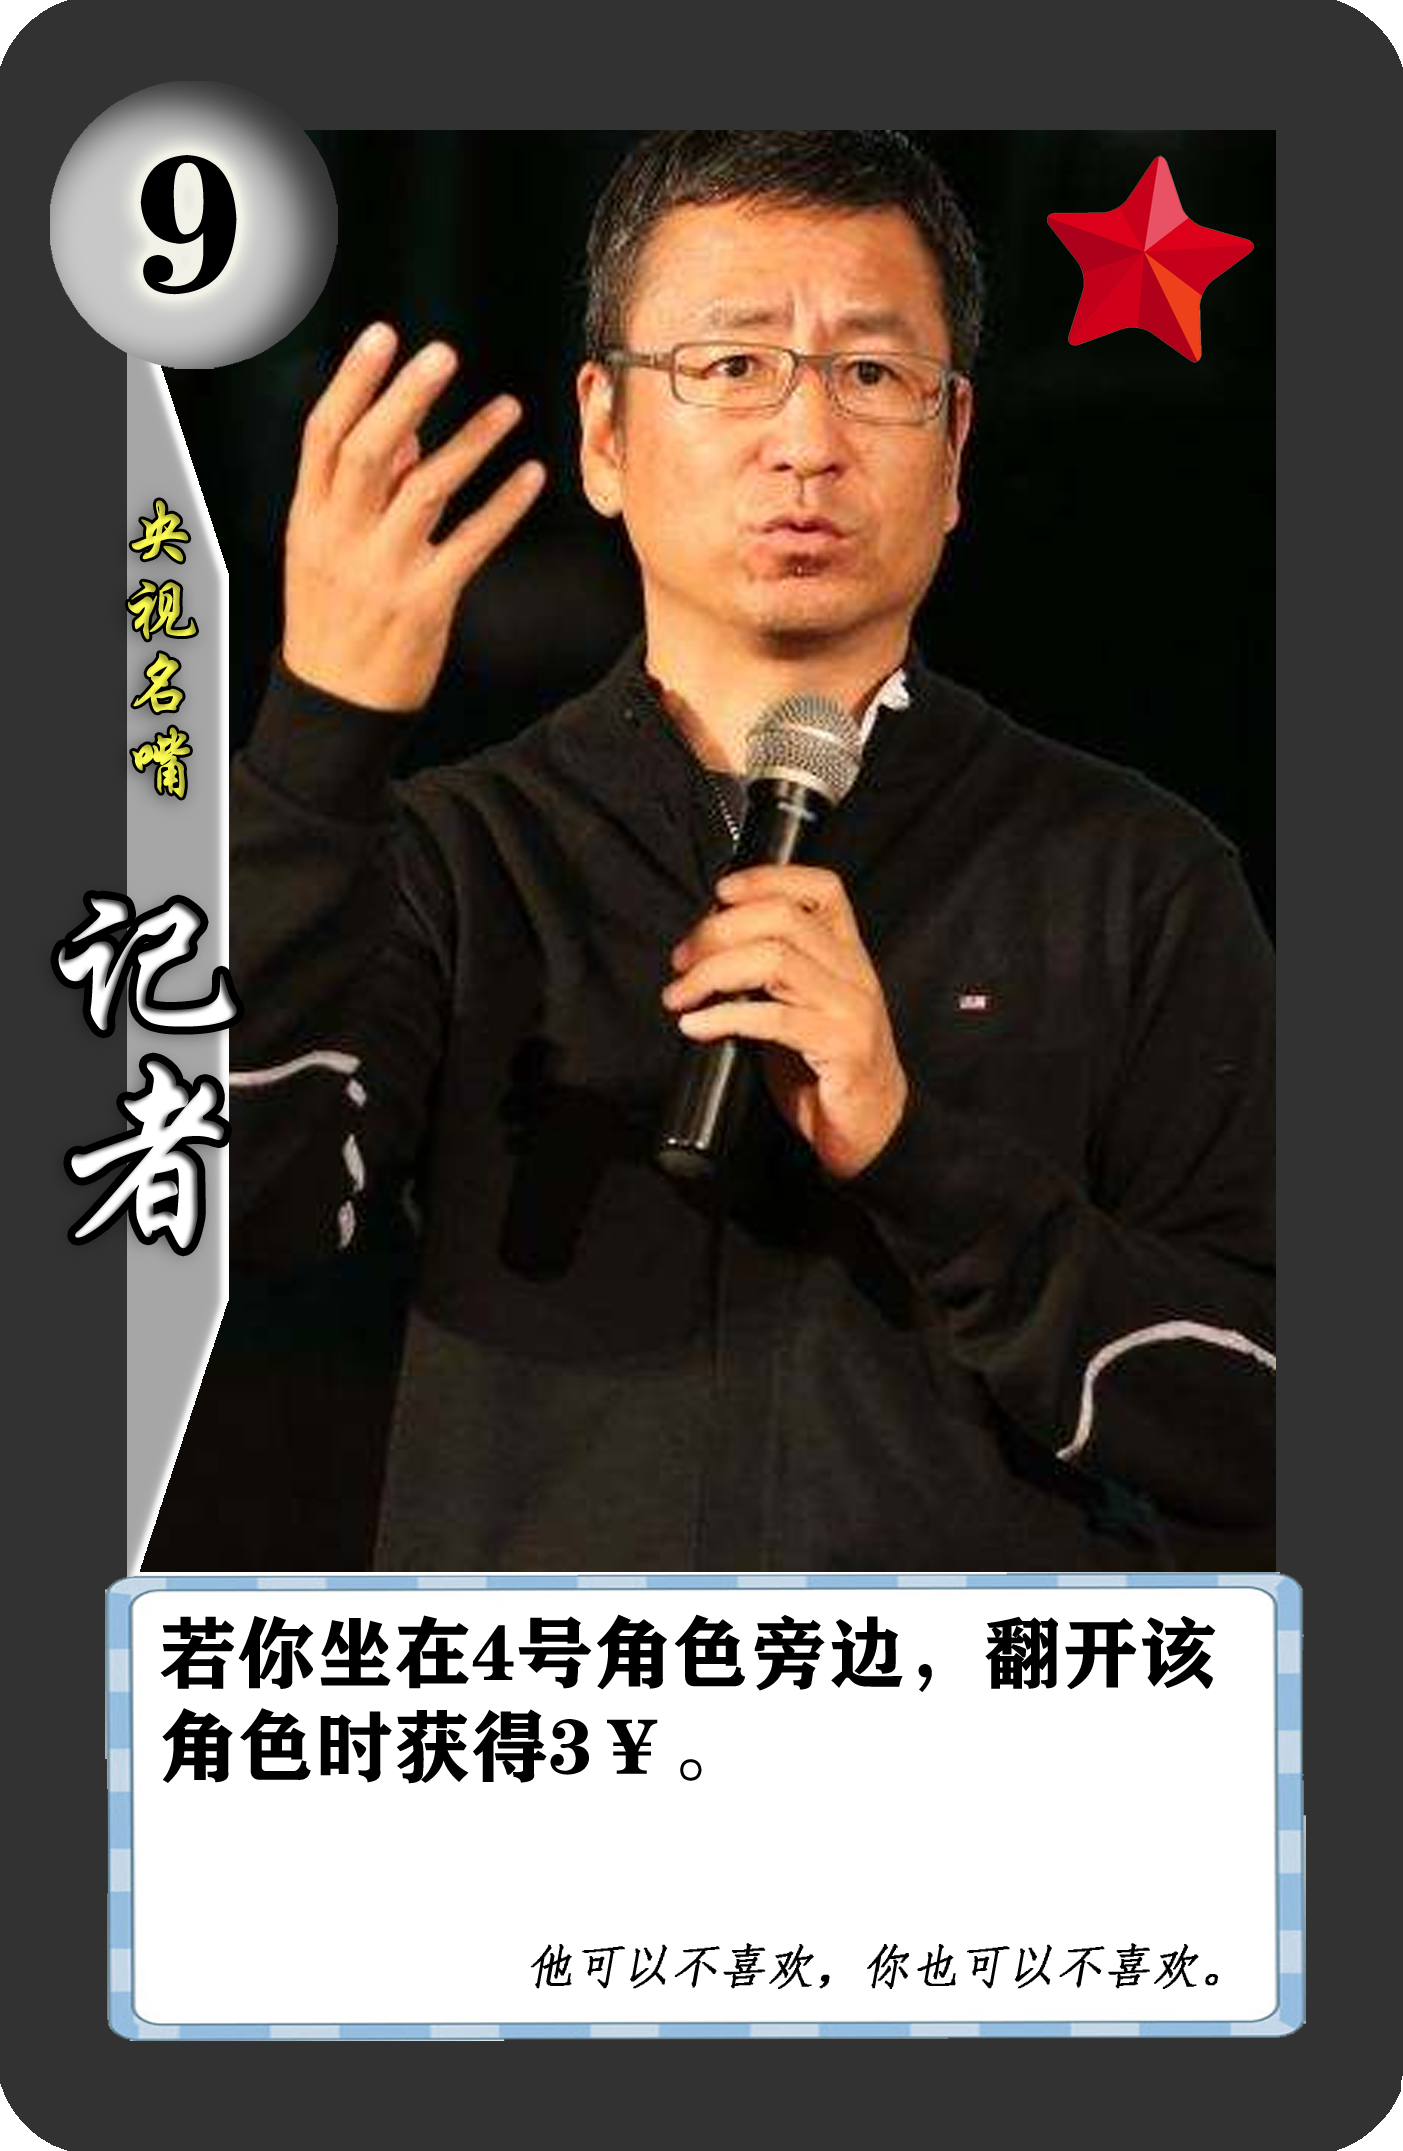 9
央视名嘴
记者
若你坐在4号角色旁边，翻开该
角色时获得3￥。
他可以不喜欢，你也可以不喜欢。